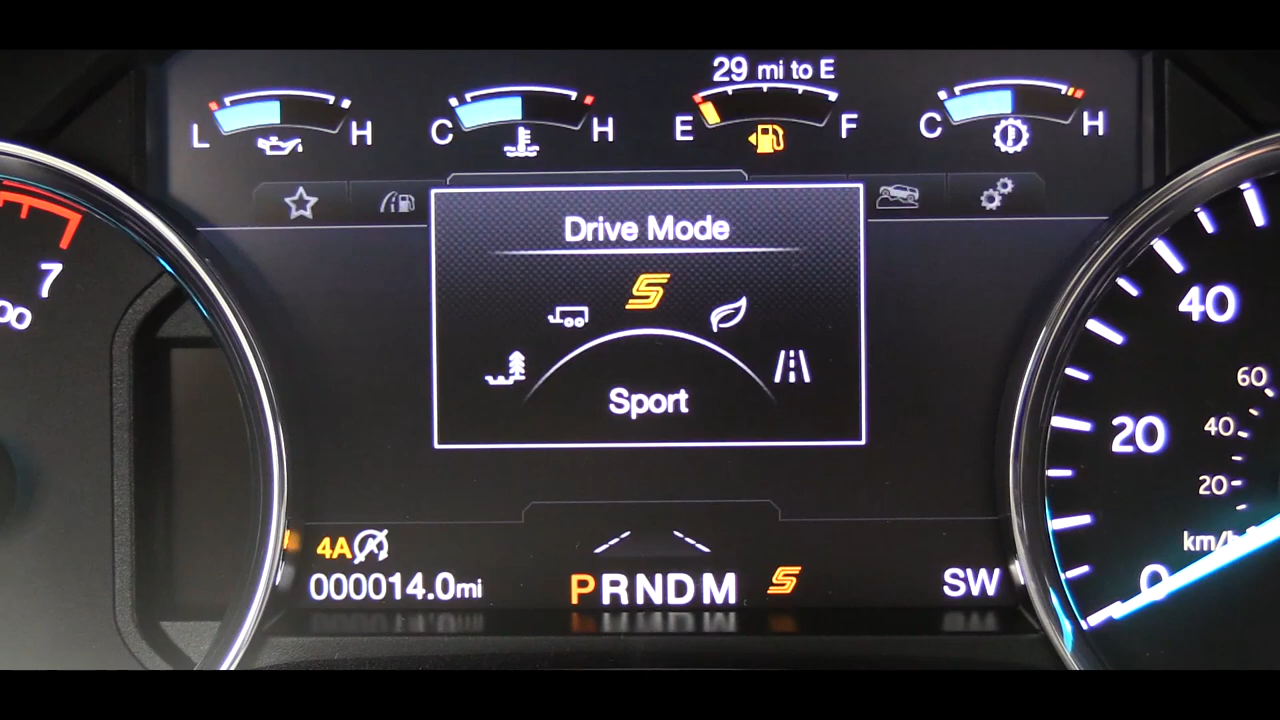 29 mi to E
L H
C H
E F
C H
7
00
Drive Mode
S
Sport
40
20
0
60
40
20
km/h
4A
000014.0mi
PRNDM
S
SW